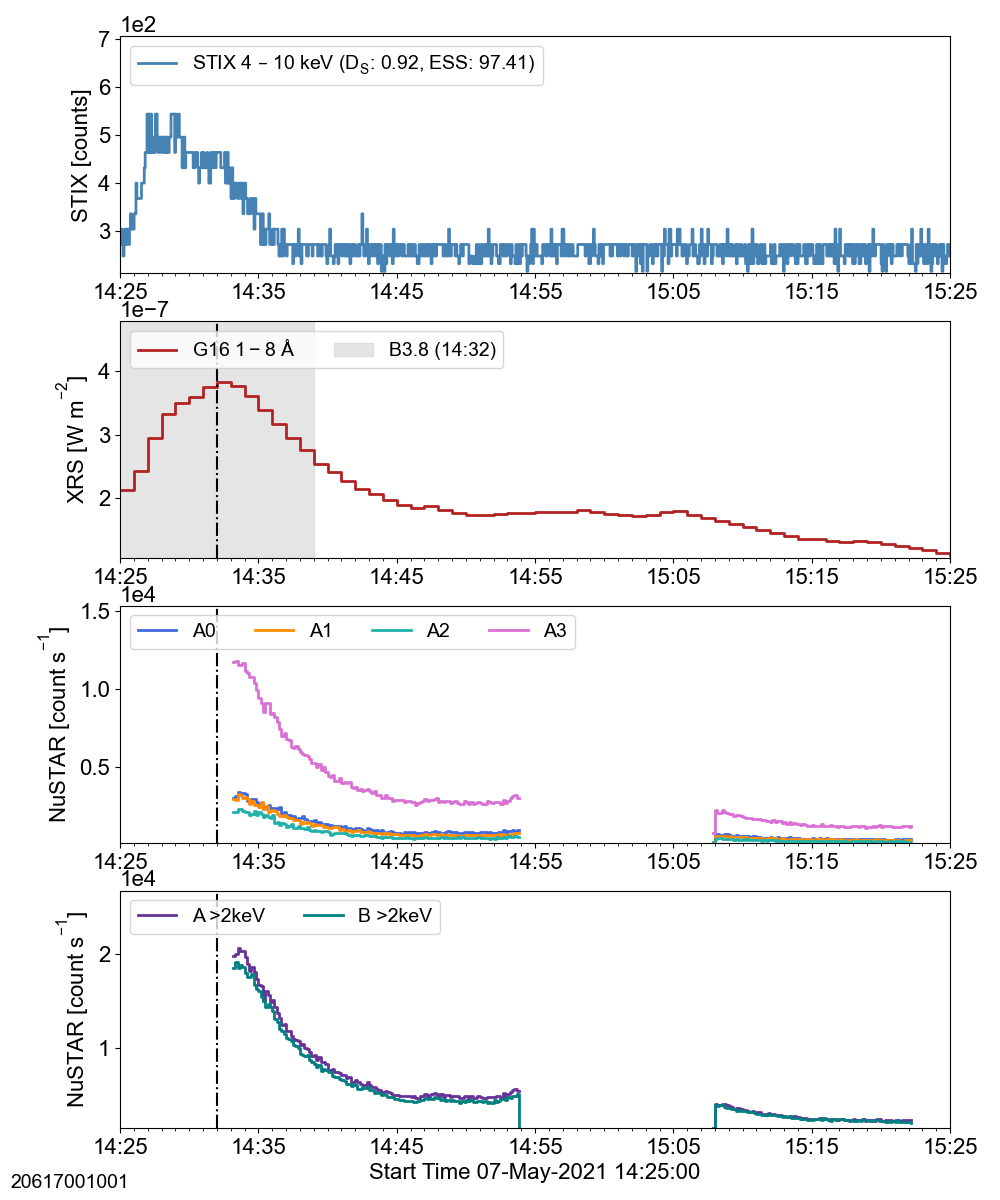 1e2
STIX 4 – 10 keV (D_S: 0.92, ESS: 97.41)
STIX [counts]
7
6
5
4
3
14:25 14:35 14:45 14:55 15:05 15:15 15:25
1e−7
G16 1 – 8 Å B3.8 (14:32)
XRS [W m⁻²]
4
3
2
14:25 14:35 14:45 14:55 15:05 15:15 15:25
1e4
A0 A1 A2 A3
NuSTAR [count s⁻¹]
1.5
1.0
0.5
14:25 14:35 14:45 14:55 15:05 15:15 15:25
1e4
A >2keV B >2keV
NuSTAR [count s⁻¹]
2
1
14:25 14:35 14:45 14:55 15:05 15:15 15:25
Start Time 07-May-2021 14:25:00
20617001001